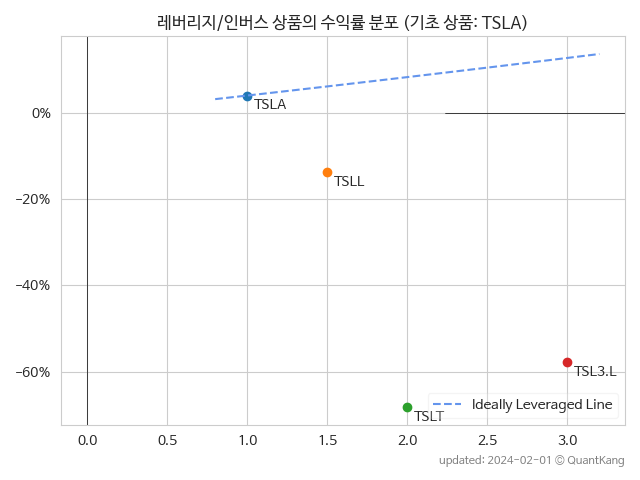 레버리지/인버스 상품의 수익률 분포 (기초 상품: TSLA)
TSLA
0%
TSLL
−20%
−40%
−60%
TSL3.L
Ideally Leveraged Line
TSLT
0.0 0.5 1.0 1.5 2.0 2.5 3.0
updated: 2024-02-01 © QuantKang